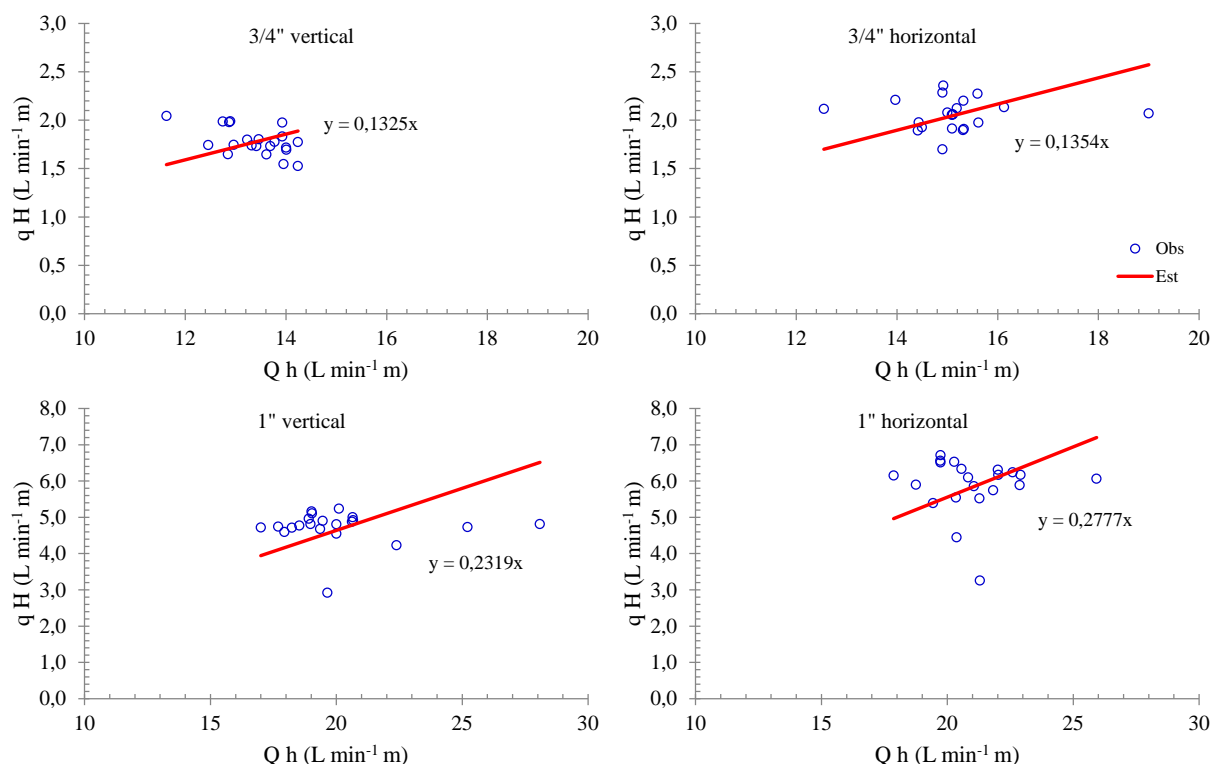 3/4" vertical
3,0
2,5
2,0
1,5
1,0
0,5
0,0
q H (L min-1 m)
y = 0,1325x
10 12 14 16 18 20
Q h (L min-1 m)
3/4" horizontal
3,0
2,5
2,0
1,5
1,0
0,5
0,0
q H (L min-1 m)
y = 0,1354x
Obs
Est
10 12 14 16 18 20
Q h (L min-1 m)
1" vertical
8,0
7,0
6,0
5,0
4,0
3,0
2,0
1,0
0,0
q H (L min-1 m)
y = 0,2319x
10 15 20 25 30
Q h (L min-1 m)
1" horizontal
8,0
7,0
6,0
5,0
4,0
3,0
2,0
1,0
0,0
q H (L min-1 m)
y = 0,2777x
10 15 20 25 30
Q h (L min-1 m)